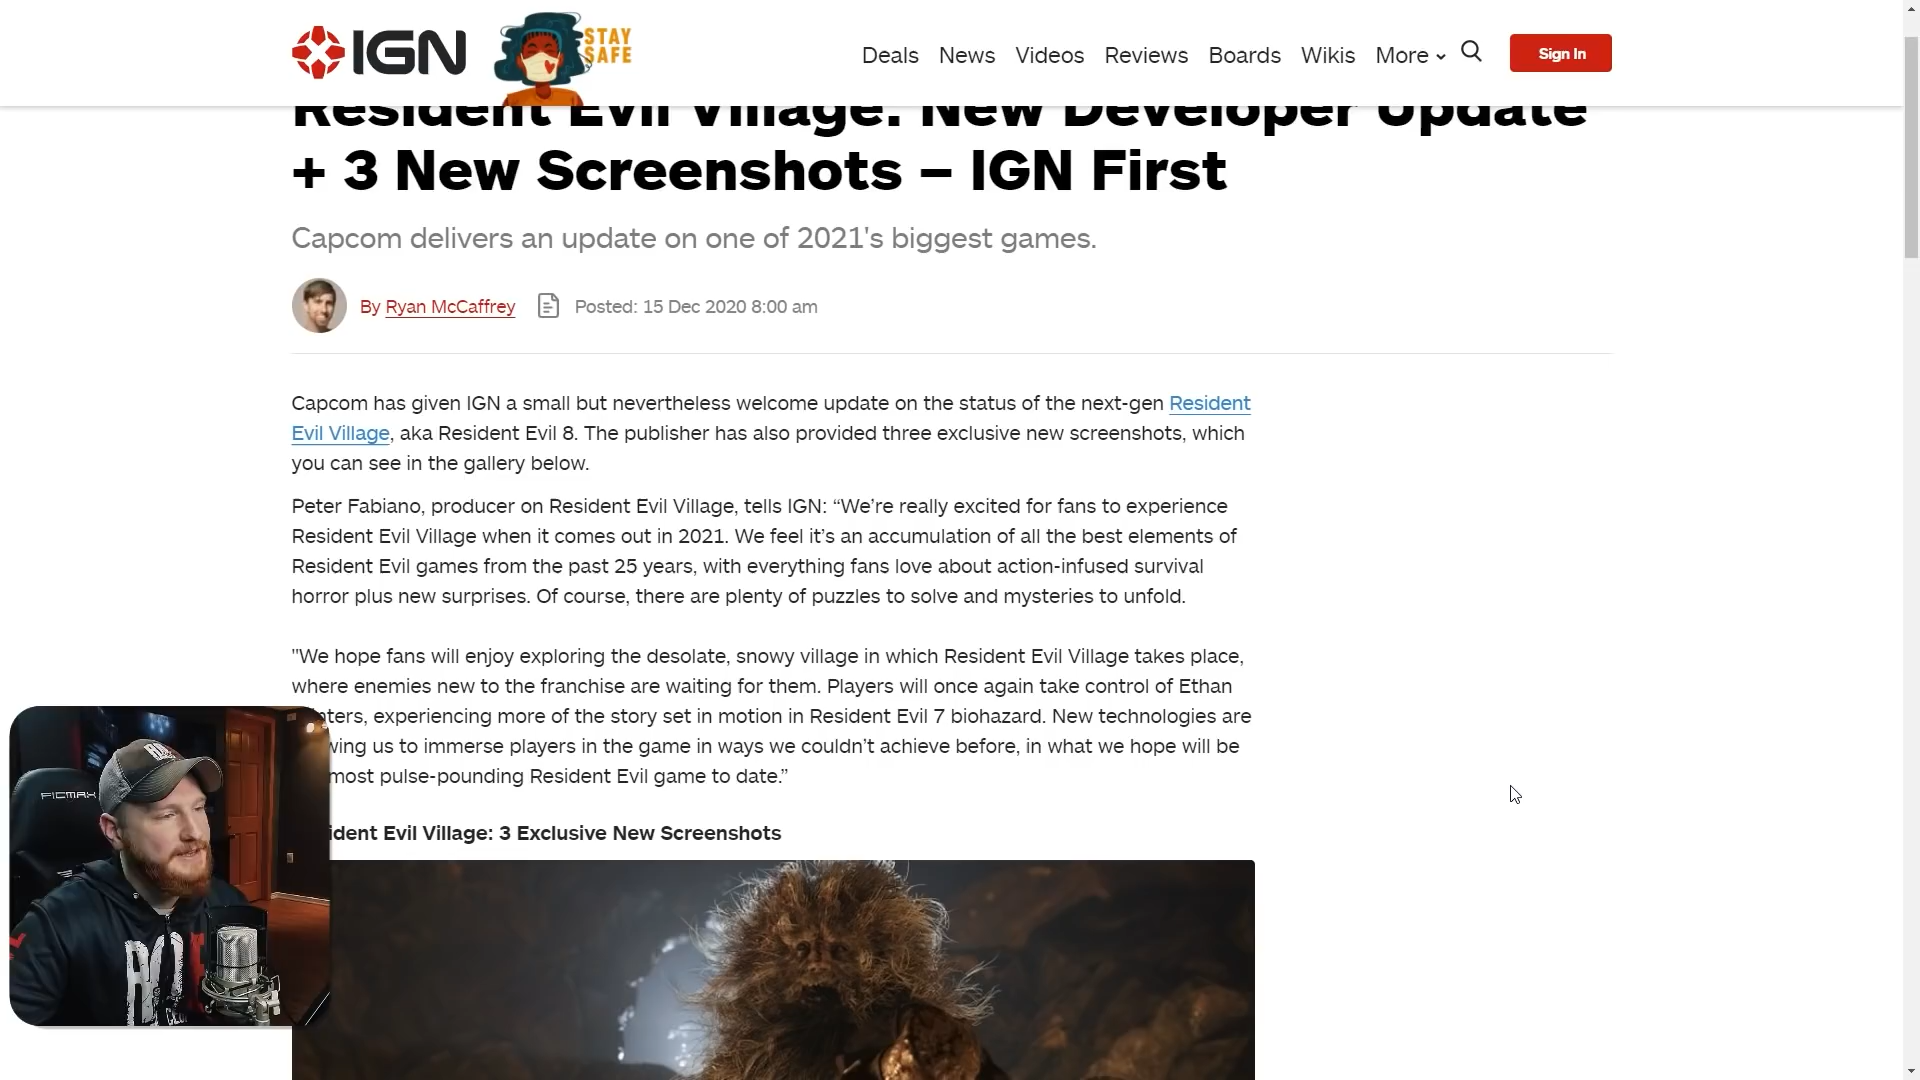 IGN
STAY
SAFE
Deals News Videos Reviews Boards Wikis More
Sign In
Resident Evil Village: New Developer Update
+ 3 New Screenshots – IGN First
Capcom delivers an update on one of 2021's biggest games.
By Ryan McCaffrey Posted: 15 Dec 2020 8:00 am
Capcom has given IGN a small but nevertheless welcome update on the status of the next-gen Resident
Evil Village, aka Resident Evil 8. The publisher has also provided three exclusive new screenshots, which
you can see in the gallery below.
Peter Fabiano, producer on Resident Evil Village, tells IGN: “We’re really excited for fans to experience
Resident Evil Village when it comes out in 2021. We feel it’s an accumulation of all the best elements of
Resident Evil games from the past 25 years, with everything fans love about action-infused survival
horror plus new surprises. Of course, there are plenty of puzzles to solve and mysteries to unfold.
"We hope fans will enjoy exploring the desolate, snowy village in which Resident Evil Village takes place,
where enemies new to the franchise are waiting for them. Players will once again take control of Ethan
nters, experiencing more of the story set in motion in Resident Evil 7 biohazard. New technologies are
wing us to immerse players in the game in ways we couldn’t achieve before, in what we hope will be
most pulse-pounding Resident Evil game to date.”
ident Evil Village: 3 Exclusive New Screenshots
FICMAX